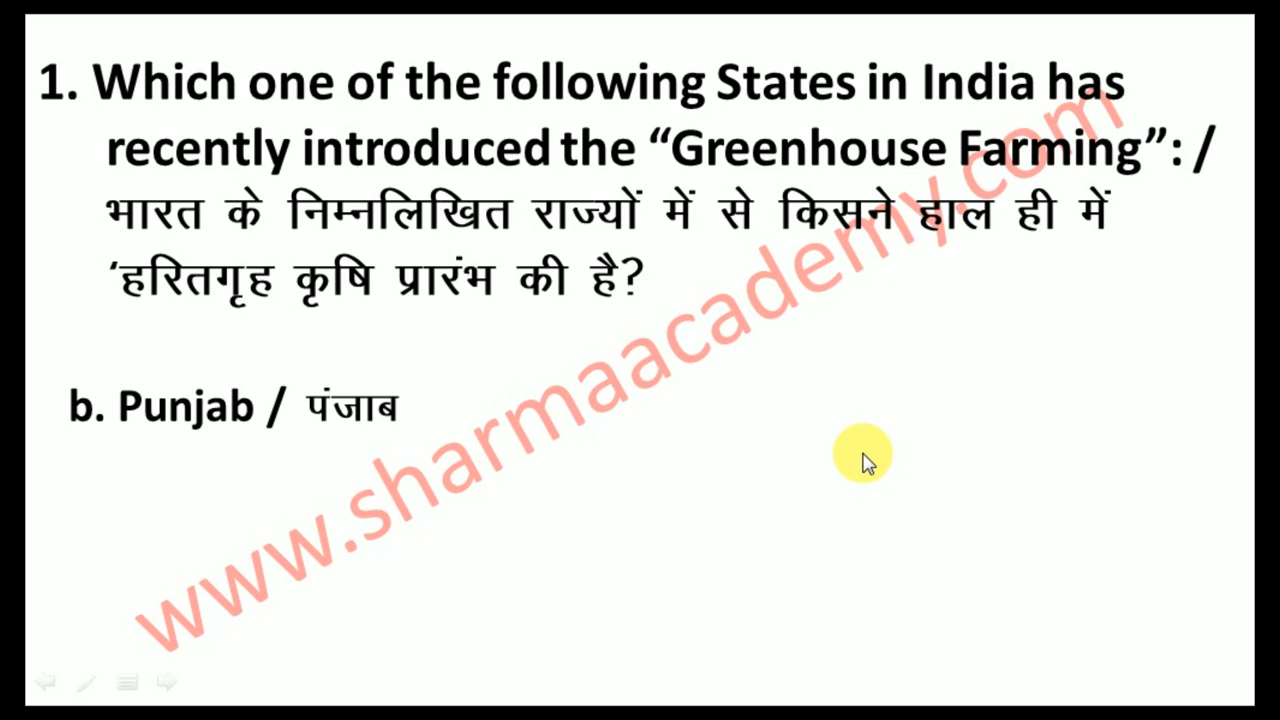 1. Which one of the following States in India has
recently introduced the “Greenhouse Farming”: /
भारत के निम्नलिखित राज्यों में से किसने हाल ही में
‘हरितगृह कृषि प्रारंभ की है?
b. Punjab / पंजाब
www.sharmaacademy.com